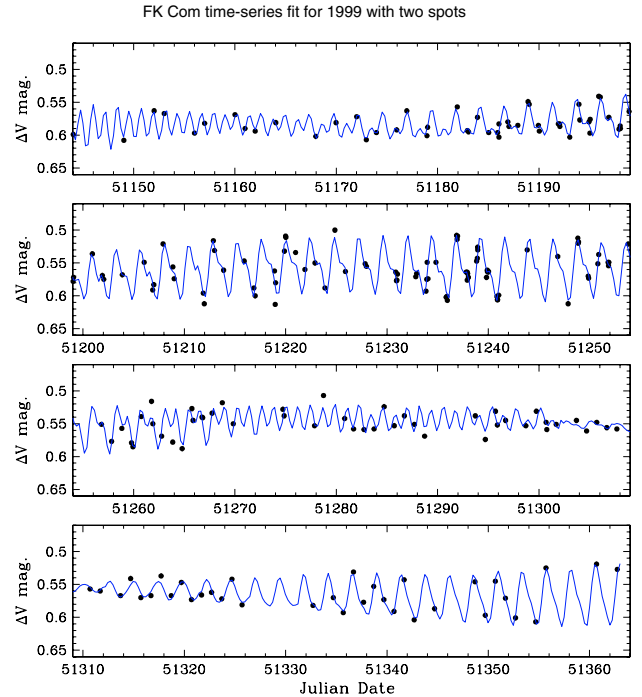 FK Com time-series fit for 1999 with two spots
ΔV mag.
0.5
0.55
0.6
0.65
51150 51160 51170 51180 51190
ΔV mag.
0.5
0.55
0.6
0.65
51200 51210 51220 51230 51240 51250
ΔV mag.
0.5
0.55
0.6
0.65
51260 51270 51280 51290 51300
ΔV mag.
0.5
0.55
0.6
0.65
51310 51320 51330 51340 51350 51360
Julian Date